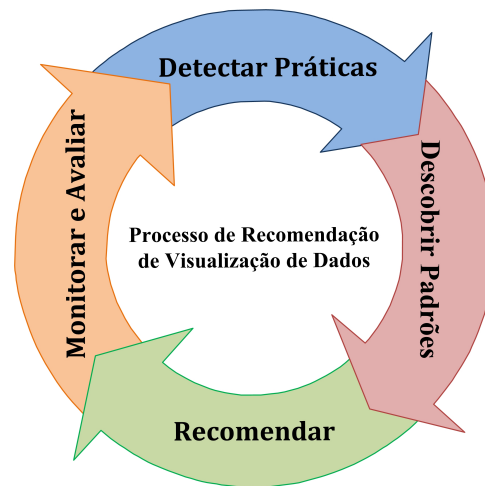 Detectar Práticas
Descobrir Padrões
Recomendar
Monitorar e Avaliar
Processo de Recomendação
de Visualização de Dados